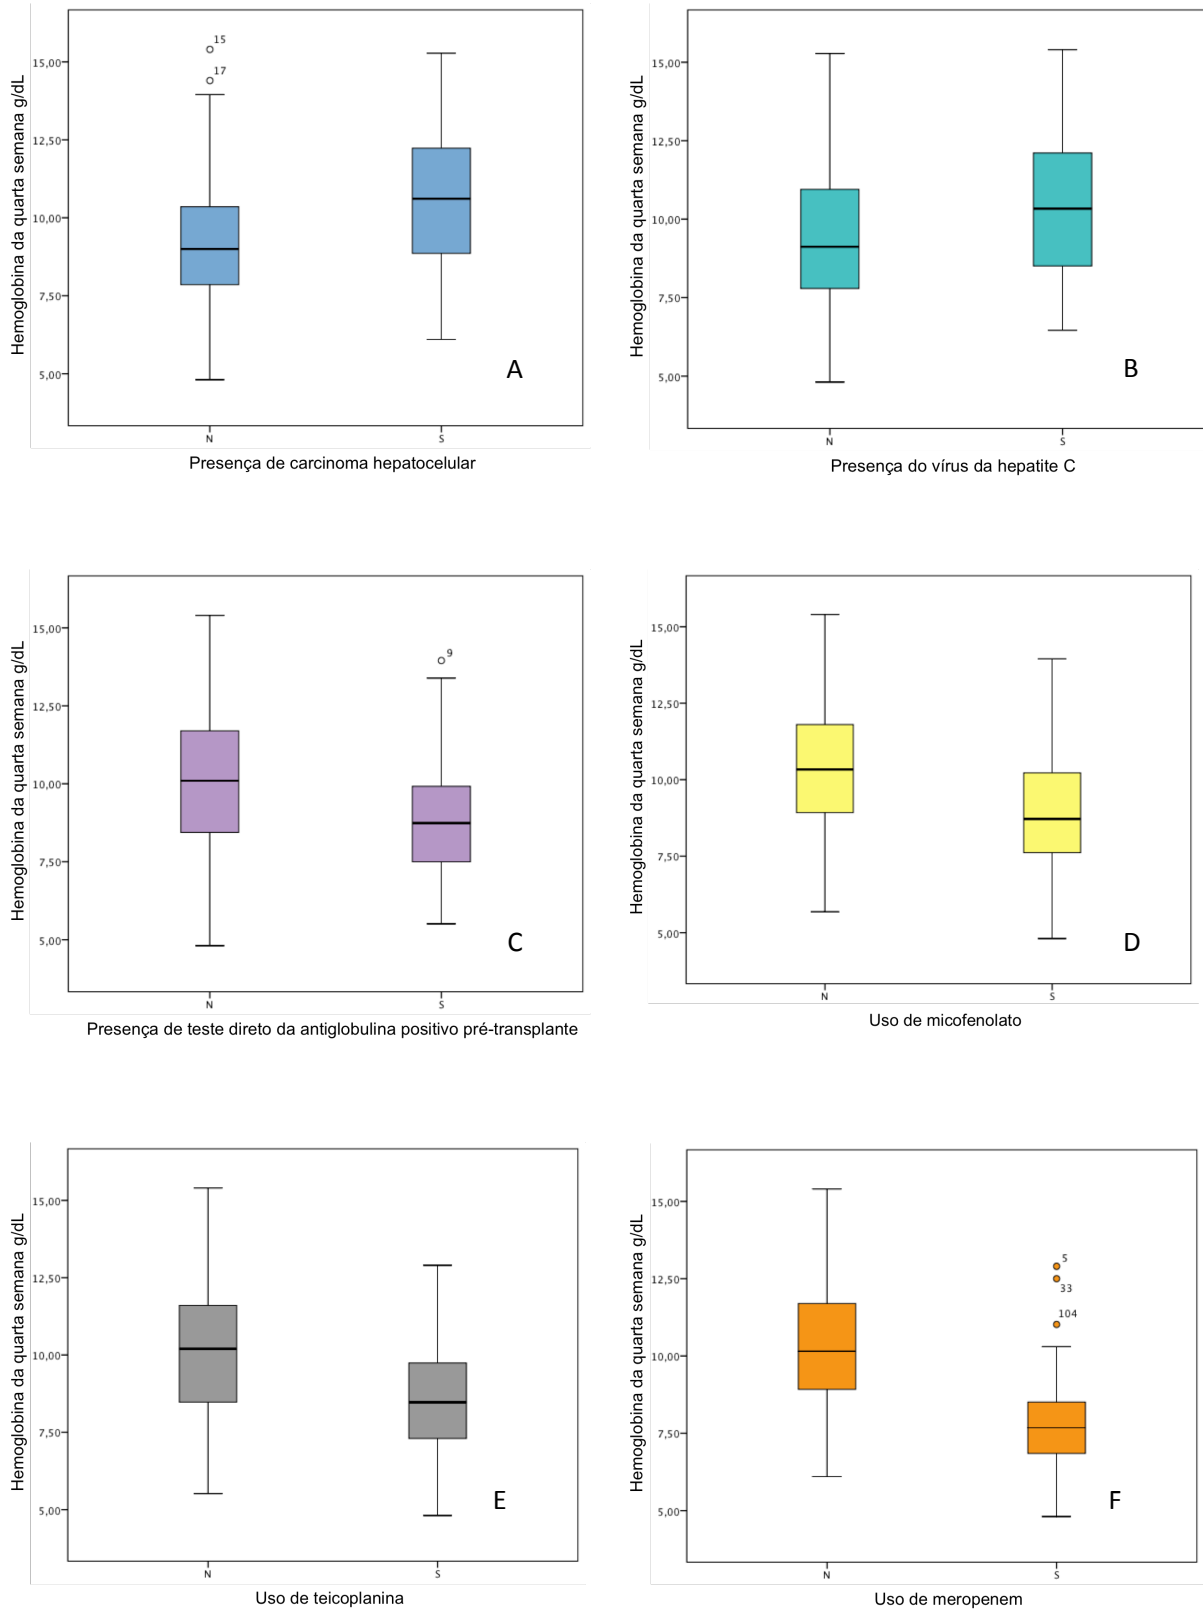 Hemoglobina da quarta semana g/dL
15,00
12,50
10,00
7,50
5,00
15
17
A
N
S
Presença de carcinoma hepatocelular
Hemoglobina da quarta semana g/dL
15,00
12,50
10,00
7,50
5,00
B
N
S
Presença do vírus da hepatite C
Hemoglobina da quarta semana g/dL
15,00
12,50
10,00
7,50
5,00
9
C
N
S
Presença de teste direto da antiglobulina positivo pré-transplante
Hemoglobina da quarta semana g/dL
15,00
12,50
10,00
7,50
5,00
D
N
S
Uso de micofenolato
Hemoglobina da quarta semana g/dL
15,00
12,50
10,00
7,50
5,00
E
N
S
Uso de teicoplanina
Hemoglobina da quarta semana g/dL
15,00
12,50
10,00
7,50
5,00
5
33
104
F
N
S
Uso de meropenem